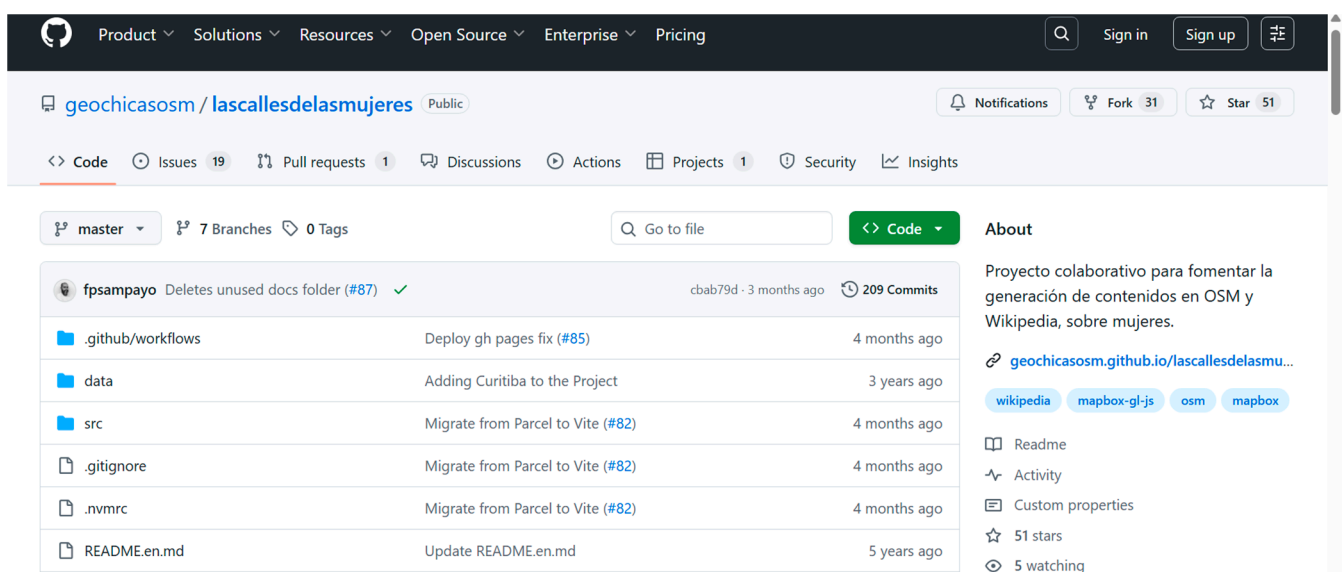 Product Solutions Resources Open Source Enterprise Pricing Sign in Sign up
geochicasosm / lascallesdelasmujeres Public Notifications Fork 31 Star 51
Code Issues 19 Pull requests 1 Discussions Actions Projects 1 Security Insights
master 7 Branches 0 Tags Go to file Code
fpsampayo Deletes unused docs folder (#87) cbab79d · 3 months ago 209 Commits
.github/workflows Deploy gh pages fix (#85) 4 months ago
data Adding Curitiba to the Project 3 years ago
src Migrate from Parcel to Vite (#82) 4 months ago
.gitignore Migrate from Parcel to Vite (#82) 4 months ago
.nvmrc Migrate from Parcel to Vite (#82) 4 months ago
README.en.md Update README.en.md 5 years ago
About
Proyecto colaborativo para fomentar la
generación de contenidos en OSM y
Wikipedia, sobre mujeres.
geochicasosm.github.io/lascallesdelasmu...
wikipedia mapbox-gl-js osm mapbox
Readme
Activity
Custom properties
51 stars
5 watching